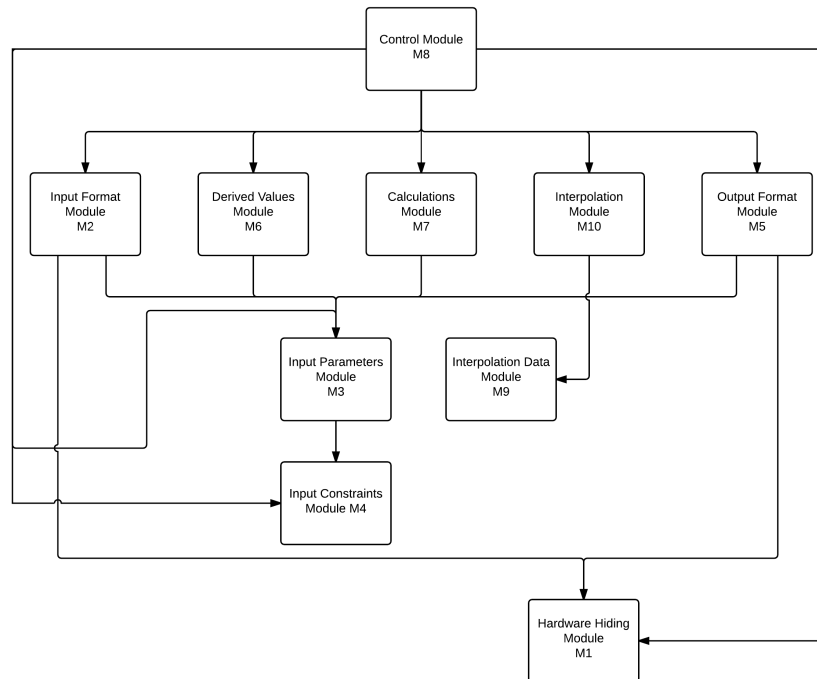 Control Module
M8
Input Format
Module
M2
Derived Values
Module
M6
Calculations
Module
M7
Interpolation
Module
M10
Output Format
Module
M5
Input Parameters
Module
M3
Interpolation Data
Module
M9
Input Constraints
Module M4
Hardware Hiding
Module
M1